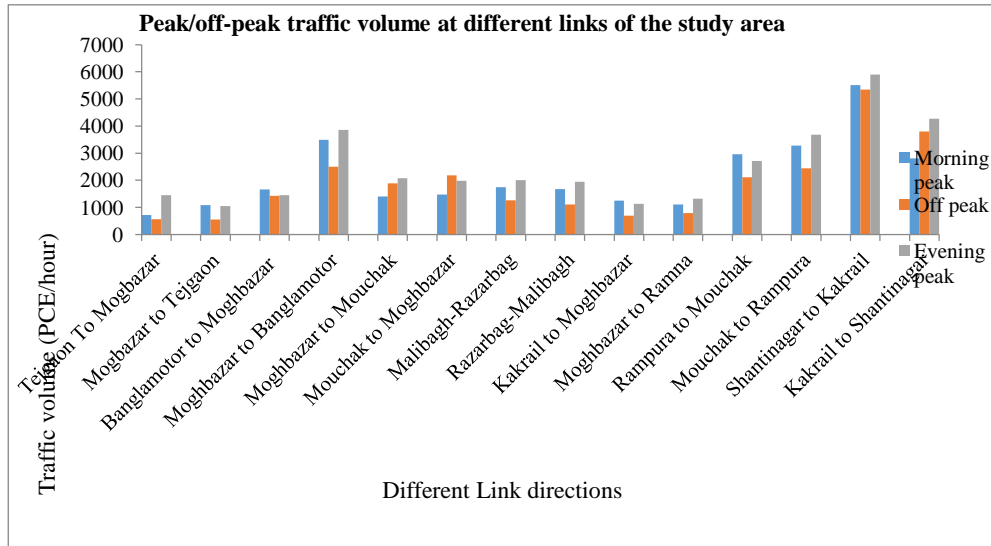 Peak/off-peak traffic volume at different links of the study area
7000
6000
5000
4000
3000
2000
1000
0
Traffic volume (PCE/hour)
Tejgaon To Mogbazar
Mogbazar to Tejgaon
Banglamotor to Moghbazar
Moghbazar to Banglamotor
Moghbazar to Mouchak
Mouchak to Moghbazar
Malibagh-Razarbag
Razarbag-Malibagh
Kakrail to Moghbazar
Moghbazar to Ramna
Rampura to Mouchak
Mouchak to Rampura
Shantinagar to Kakrail
Kakrail to Shantinagar
Different Link directions
Morning
peak
Off peak
Evening
peak